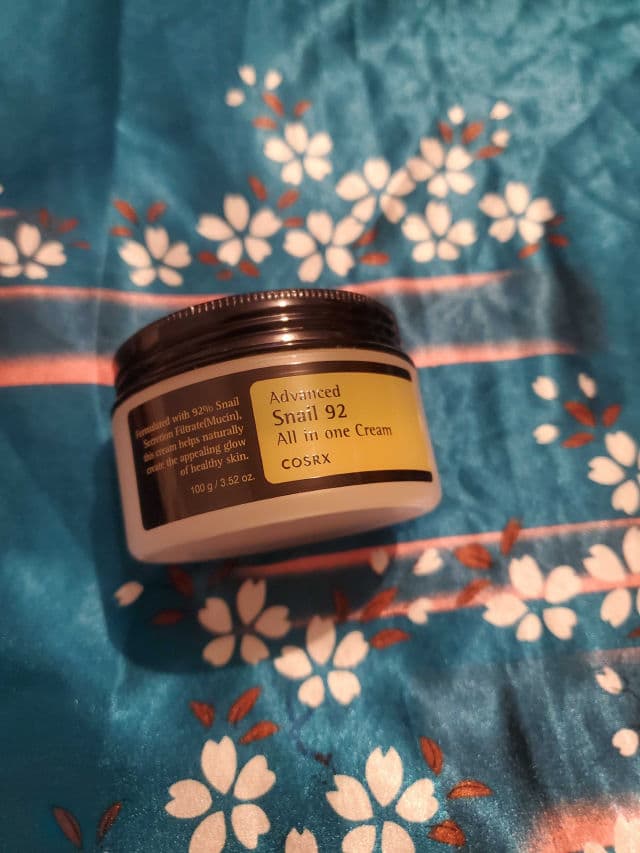 Formulated with 92% Snail
Secretion Filtrate(Mucin),
this cream helps naturally
create the appealing glow
of healthy skin.
100 g / 3.52 oz.
Advanced
Snail 92
All in one Cream
COSRX